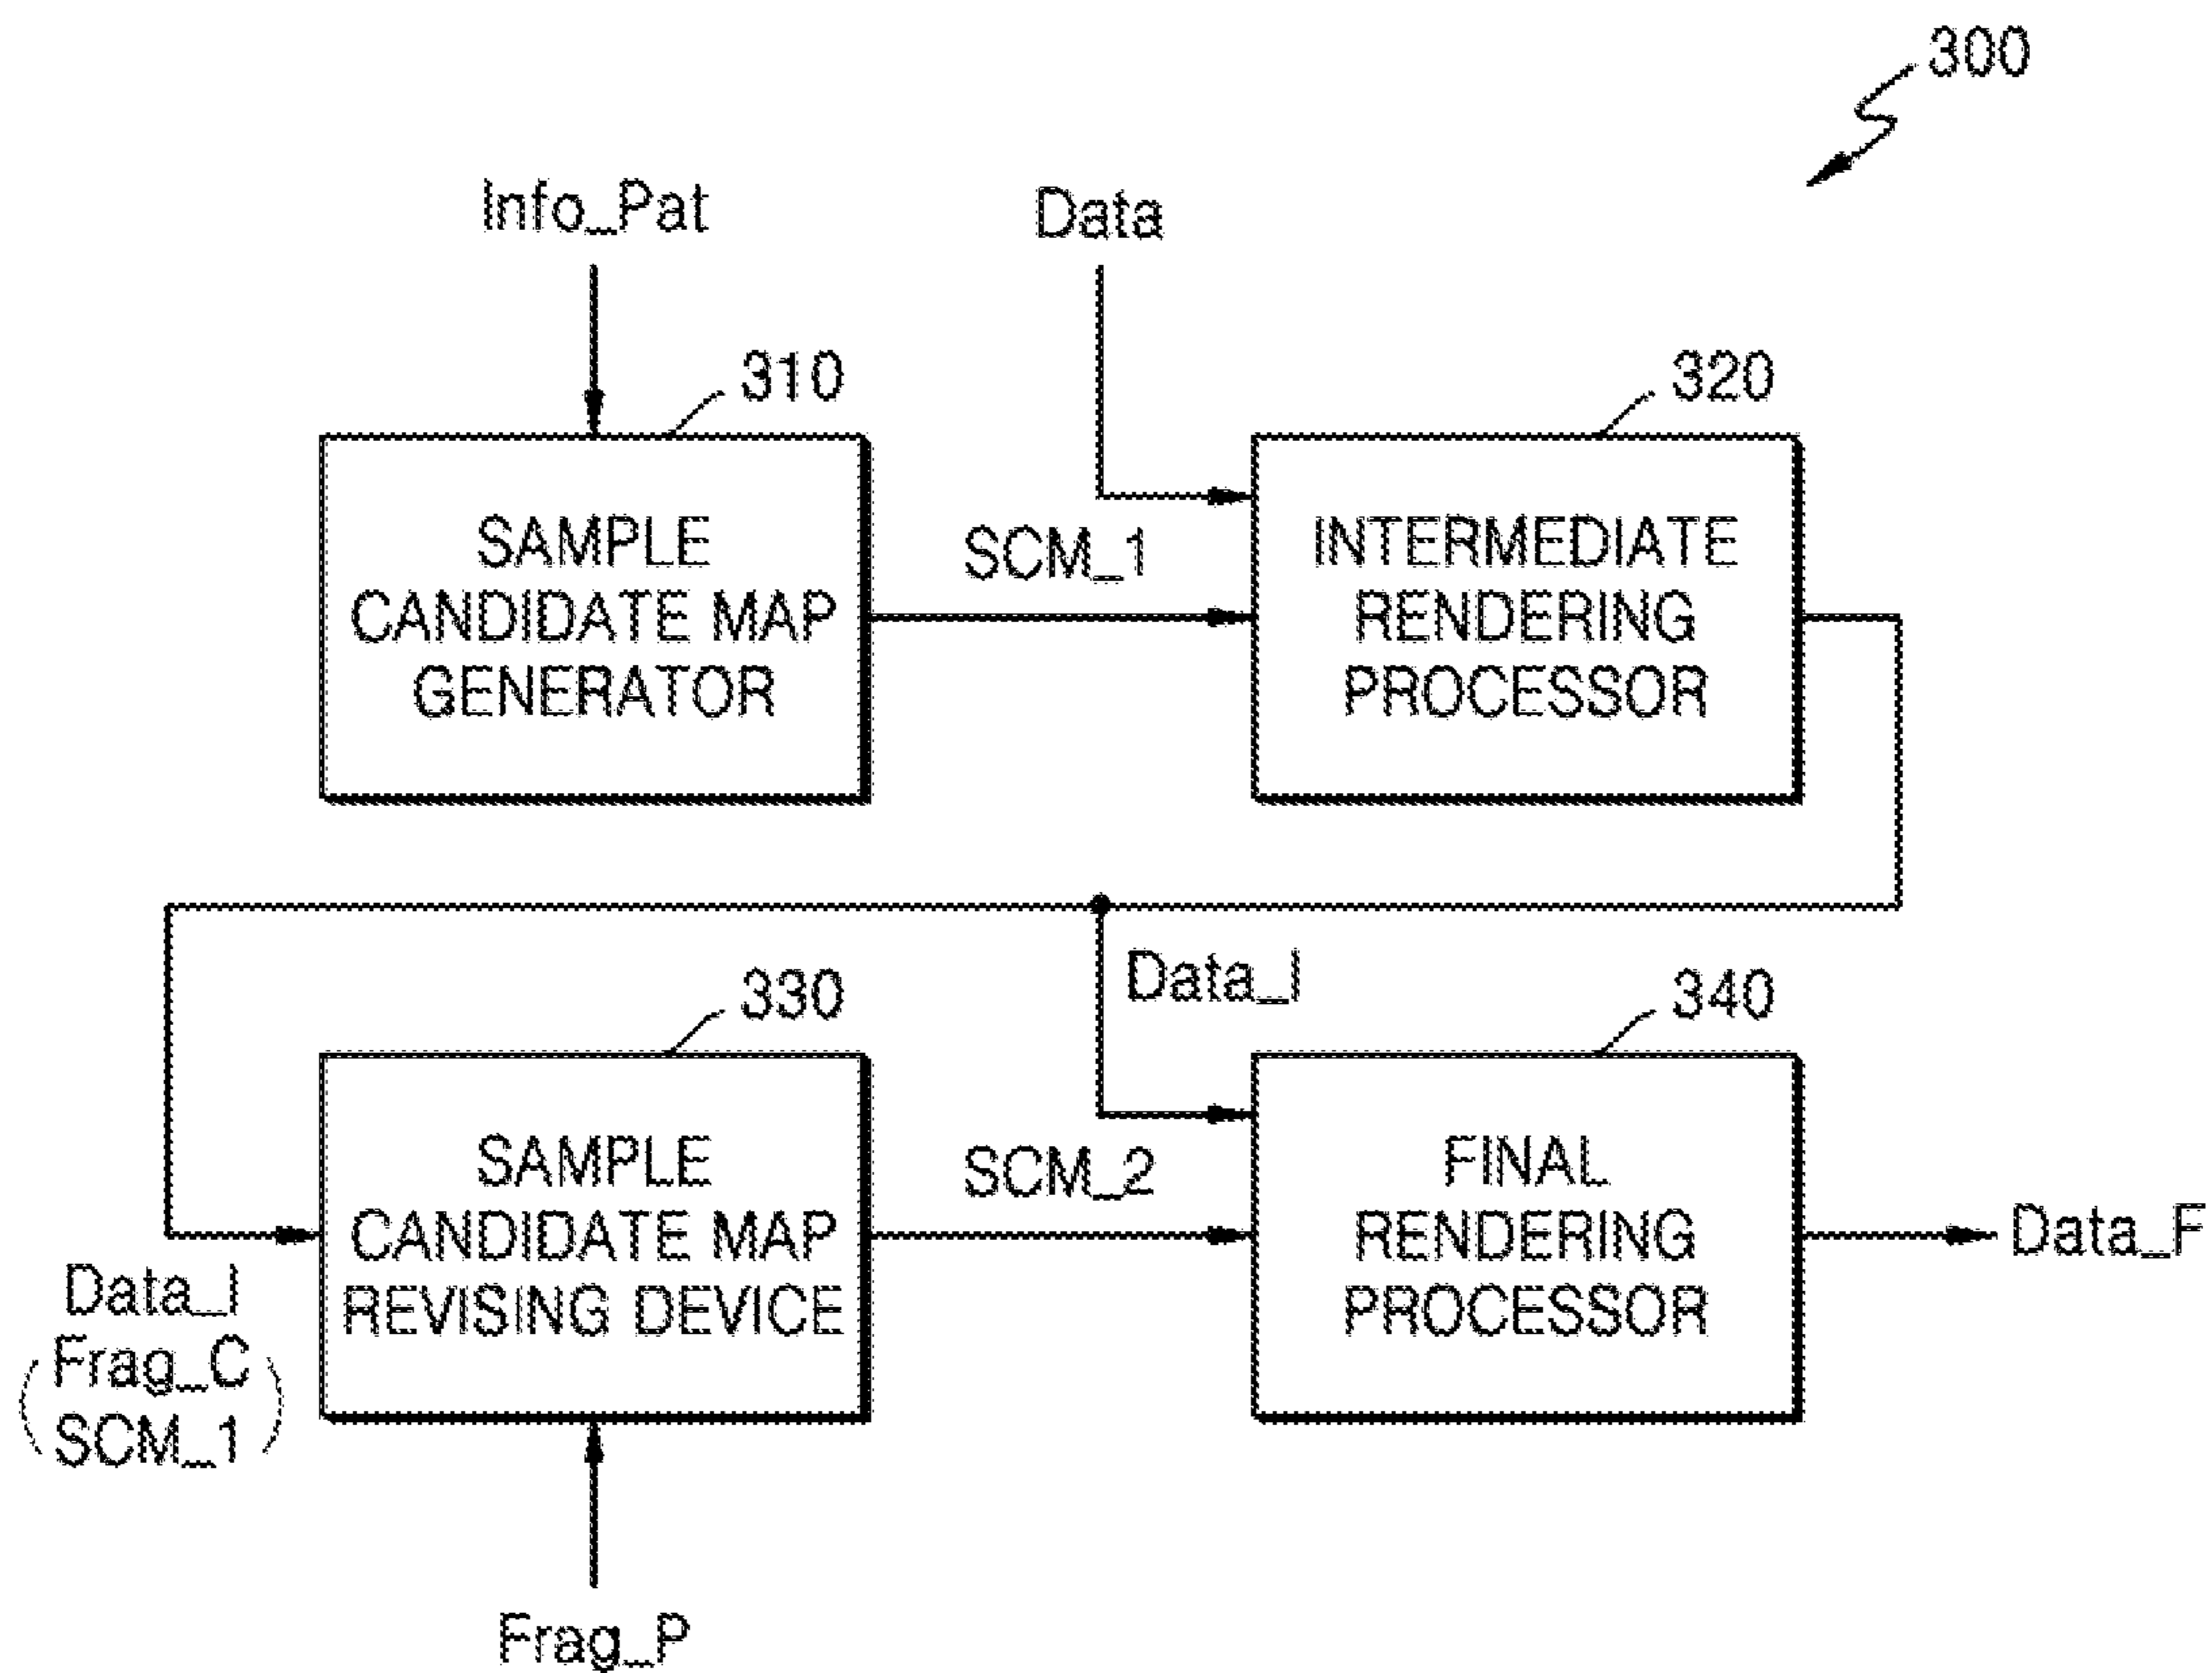 300
Info_Pat
Data
310
320
SAMPLE
CANDIDATE MAP
GENERATOR
SCM_1
INTERMEDIATE
RENDERING
PROCESSOR
Data_I
330
340
SAMPLE
CANDIDATE MAP
REVISING DEVICE
SCM_2
FINAL
RENDERING
PROCESSOR
Data_F
Data_I
(Frag_C
SCM_1)
Frag_P